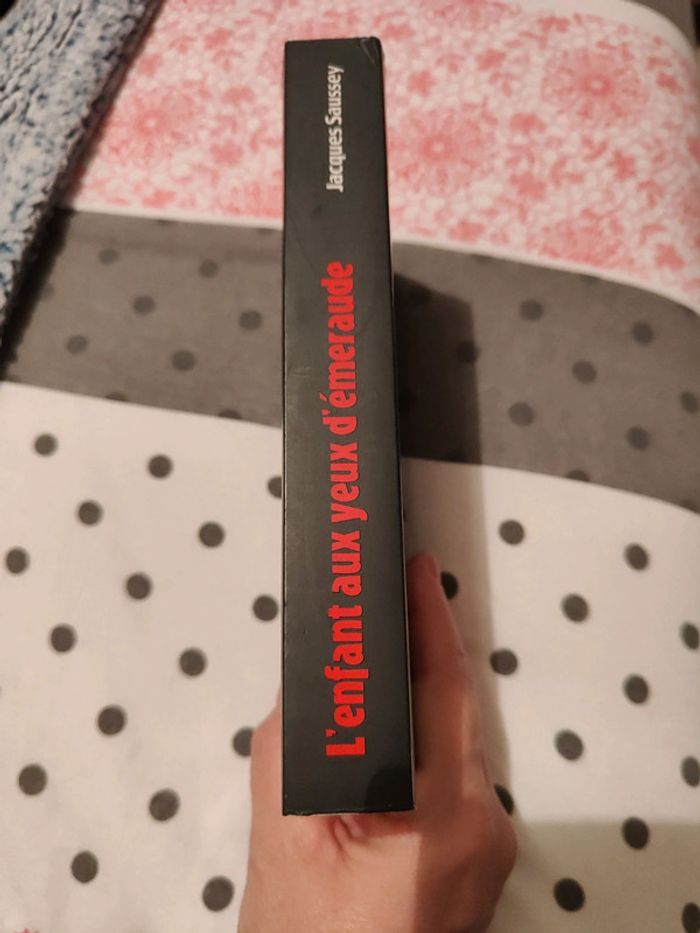 L'enfant aux yeux d'émeraude
Jacques Saussey